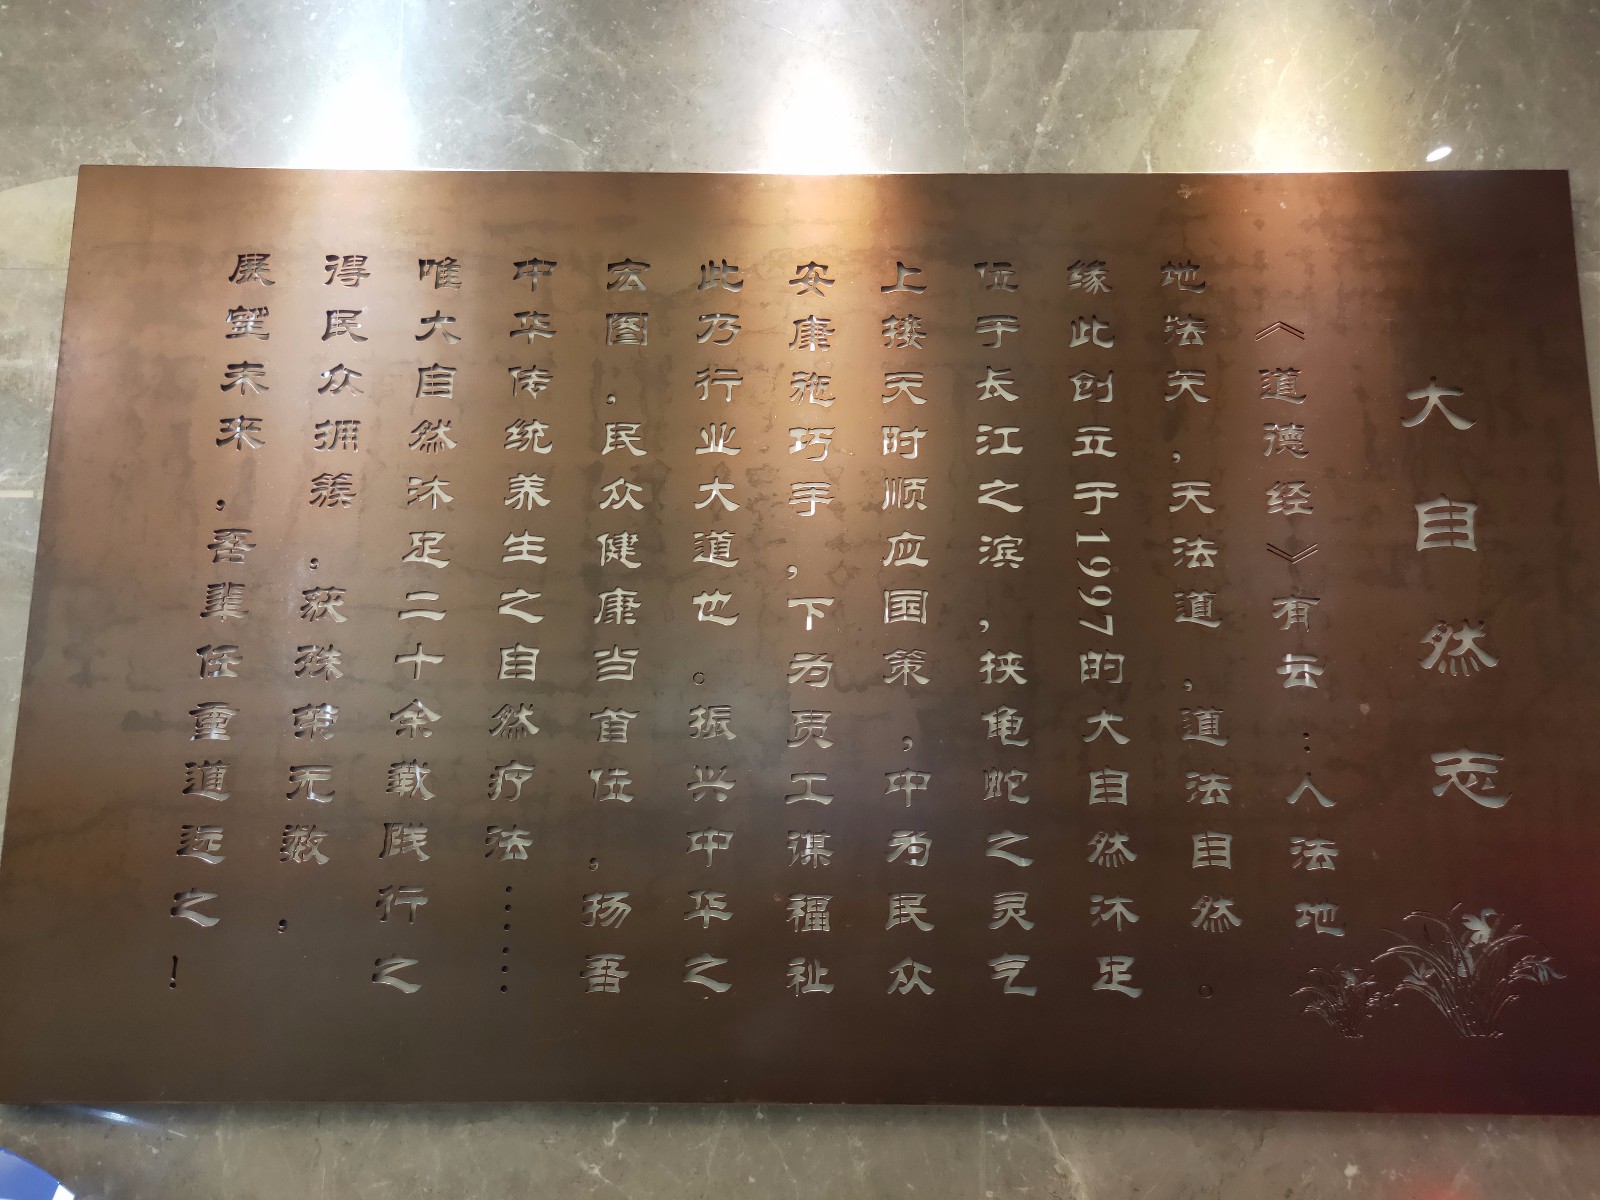 大自然志
《道德经》有云：人法地
地法天，天法道，道法自然。
缘此创立于1997的大自然沐足
位于长江之滨，挟龟蛇之灵气
上接天时顺应国策，中为民众
安康施巧手，下为员工谋福祉
此乃行业大道也。振兴中华之
宏图，民众健康当首位，扬吾
中华传统养生之自然疗法……
唯大自然沐足二十余载践行之
得民众拥簇，获殊荣无数，
展望未来，吾辈任重道远之！